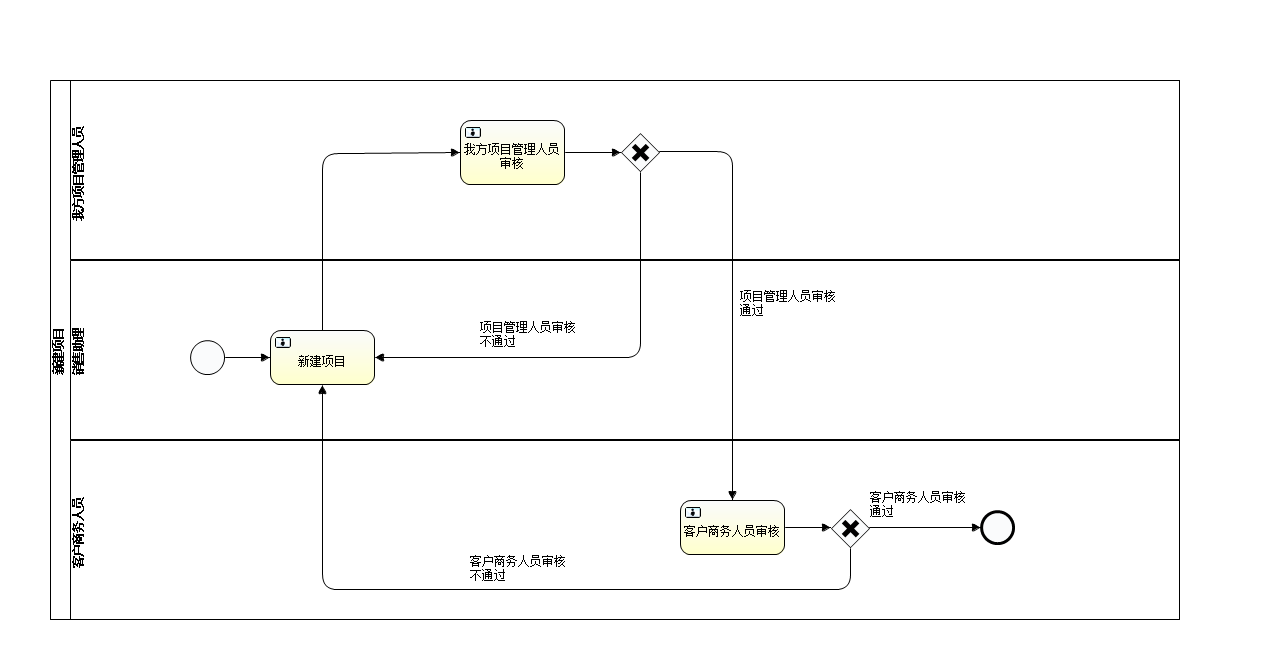 新建项目
我方项目管理人员
我方项目管理人员
审核
销售助理
新建项目
项目管理人员审核
不通过
项目管理人员审核
通过
客户商务人员
客户商务人员审核
客户商务人员审核
通过
客户商务人员审核
不通过